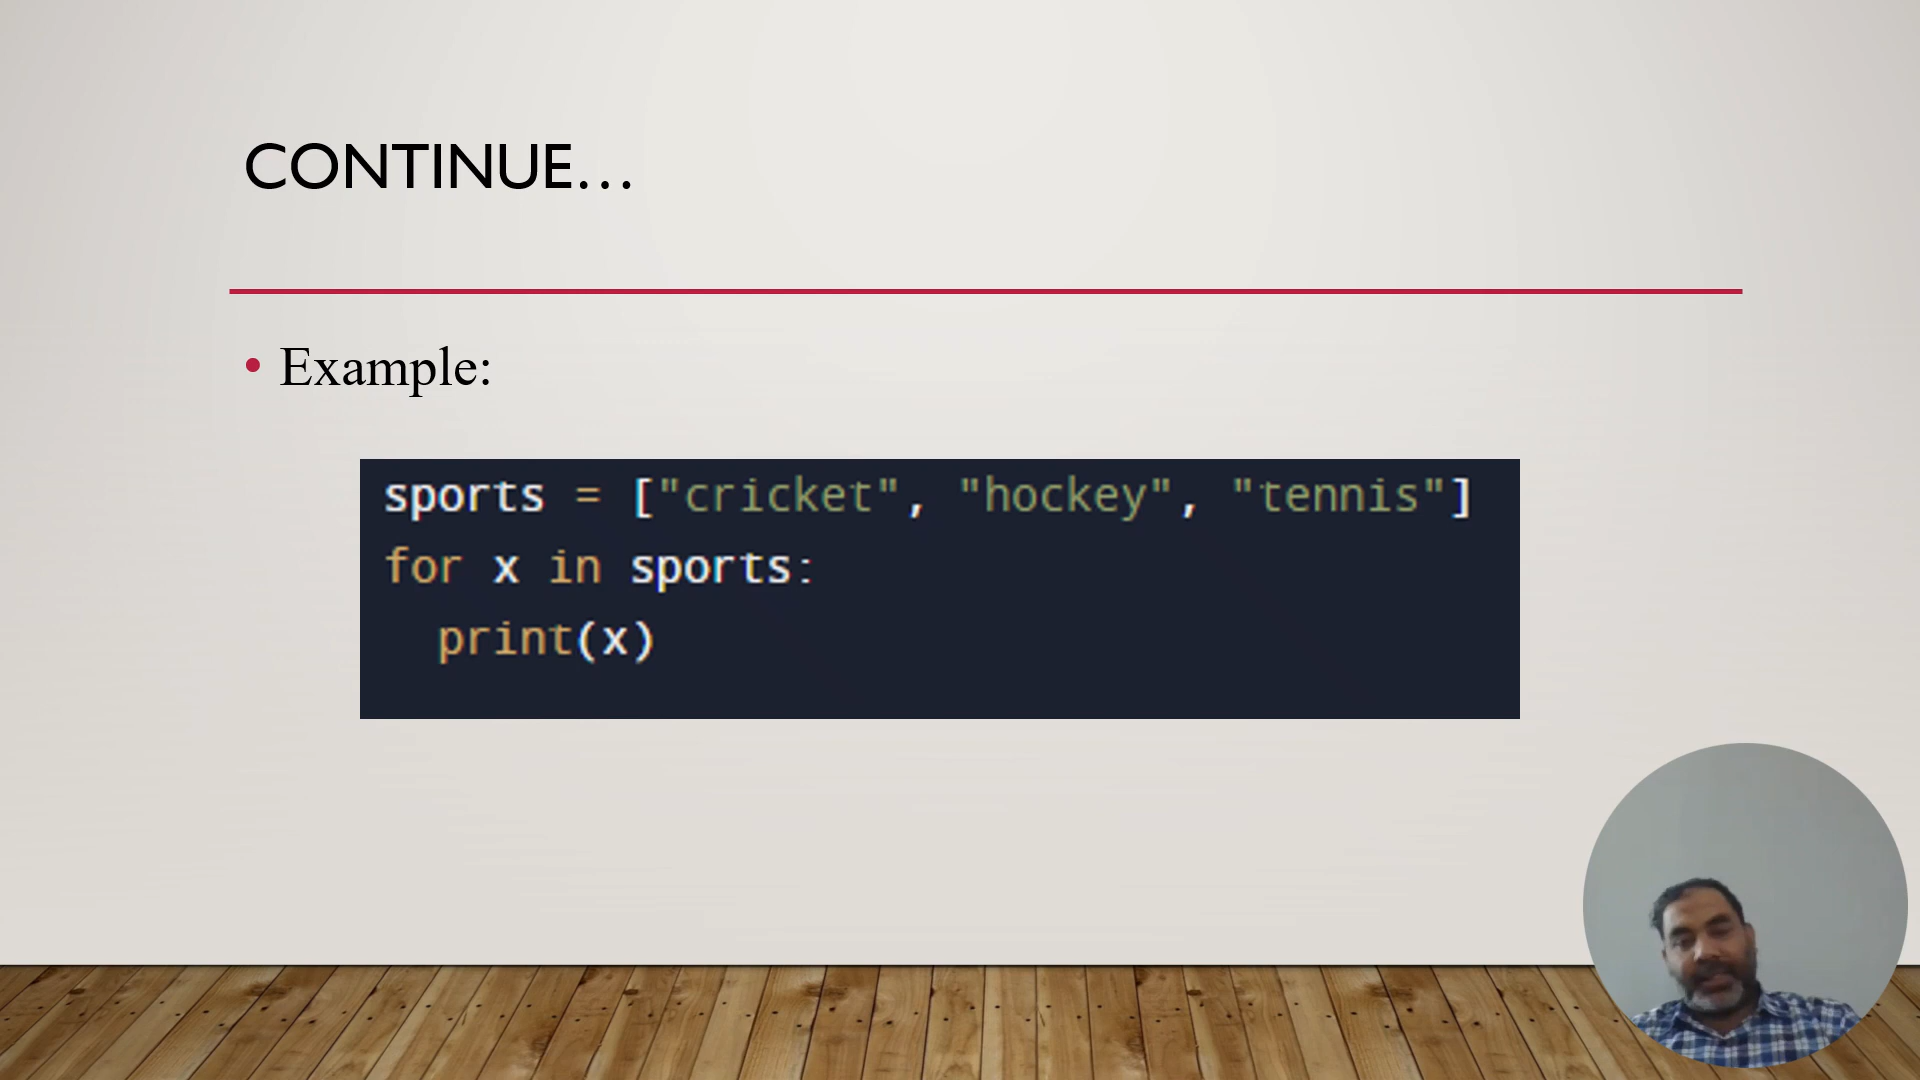 CONTINUE…
• Example:
sports = ["cricket", "hockey", "tennis"]
for x in sports:
  print(x)